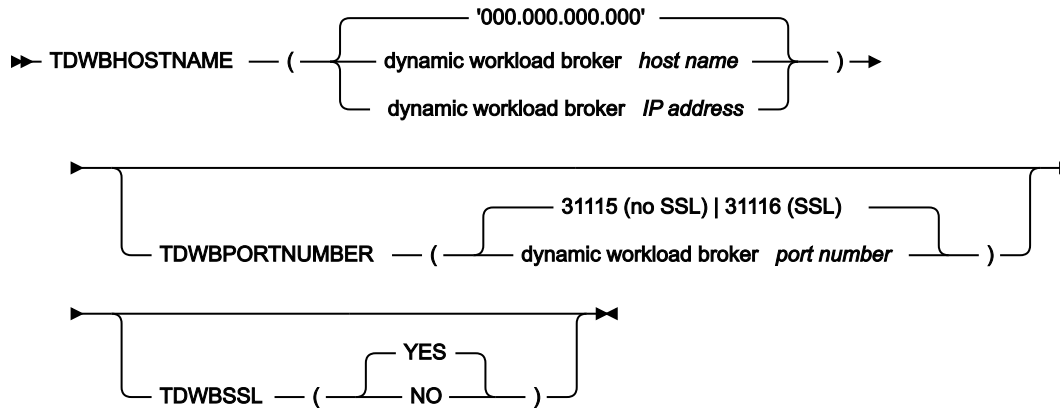 '000.000.000.000'
TDWBHOSTNAME ( dynamic workload broker host name )
dynamic workload broker IP address
31115 (no SSL) | 31116 (SSL)
TDWBPORTNUMBER ( dynamic workload broker port number )
YES
TDWBSSL ( NO )